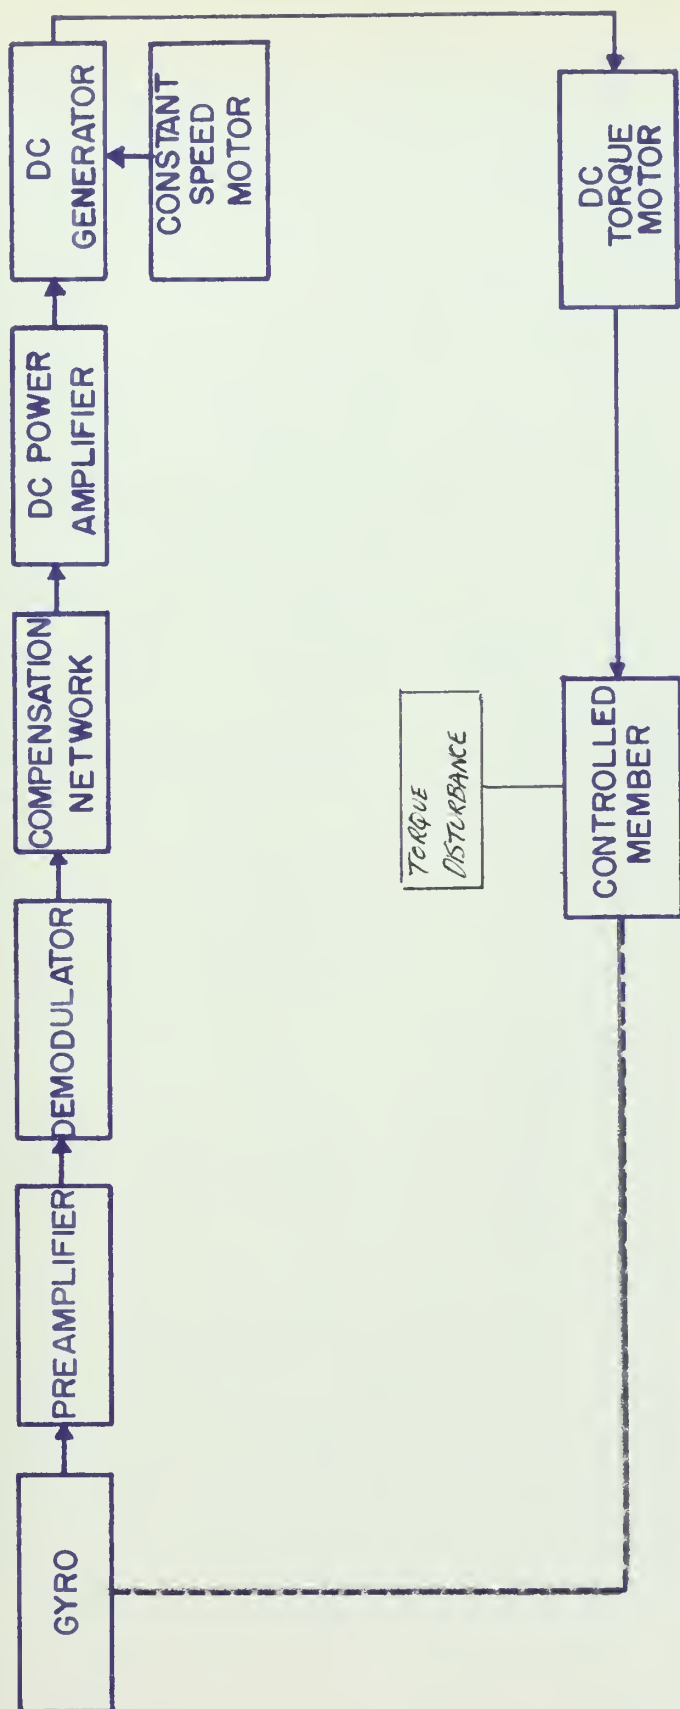 GYRO
PREAMPLIFIER
DEMODULATOR
COMPENSATION
NETWORK
DC POWER
AMPLIFIER
DC
GENERATOR
CONSTANT
SPEED
MOTOR
TORQUE
DISTURBANCE
CONTROLLED
MEMBER
DC
TORQUE
MOTOR